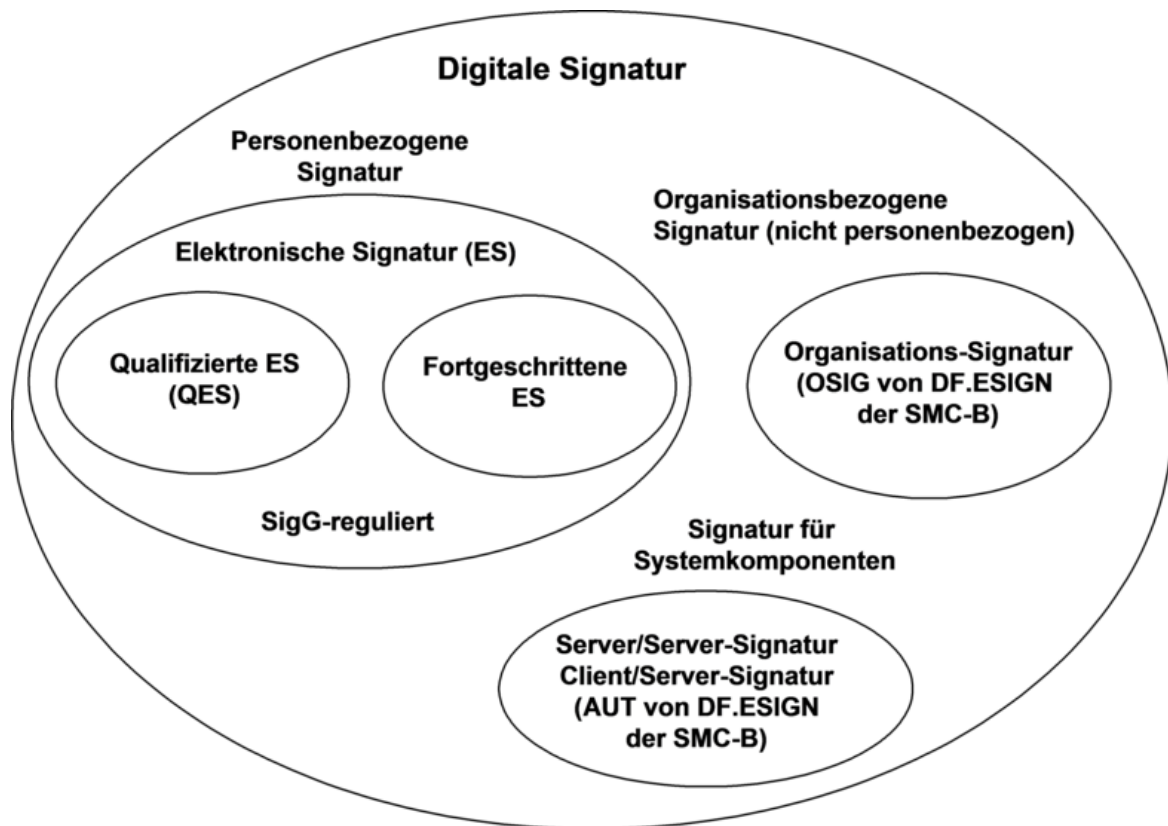 Digitale Signatur
Personenbezogene
Signatur
Elektronische Signatur (ES)
Qualifizierte ES
(QES)
Fortgeschrittene
ES
SigG-reguliert
Organisationsbezogene
Signatur (nicht personenbezogen)
Organisations-Signatur
(OSIG von DF.ESIGN
der SMC-B)
Signatur für
Systemkomponenten
Server/Server-Signatur
Client/Server-Signatur
(AUT von DF.ESIGN
der SMC-B)